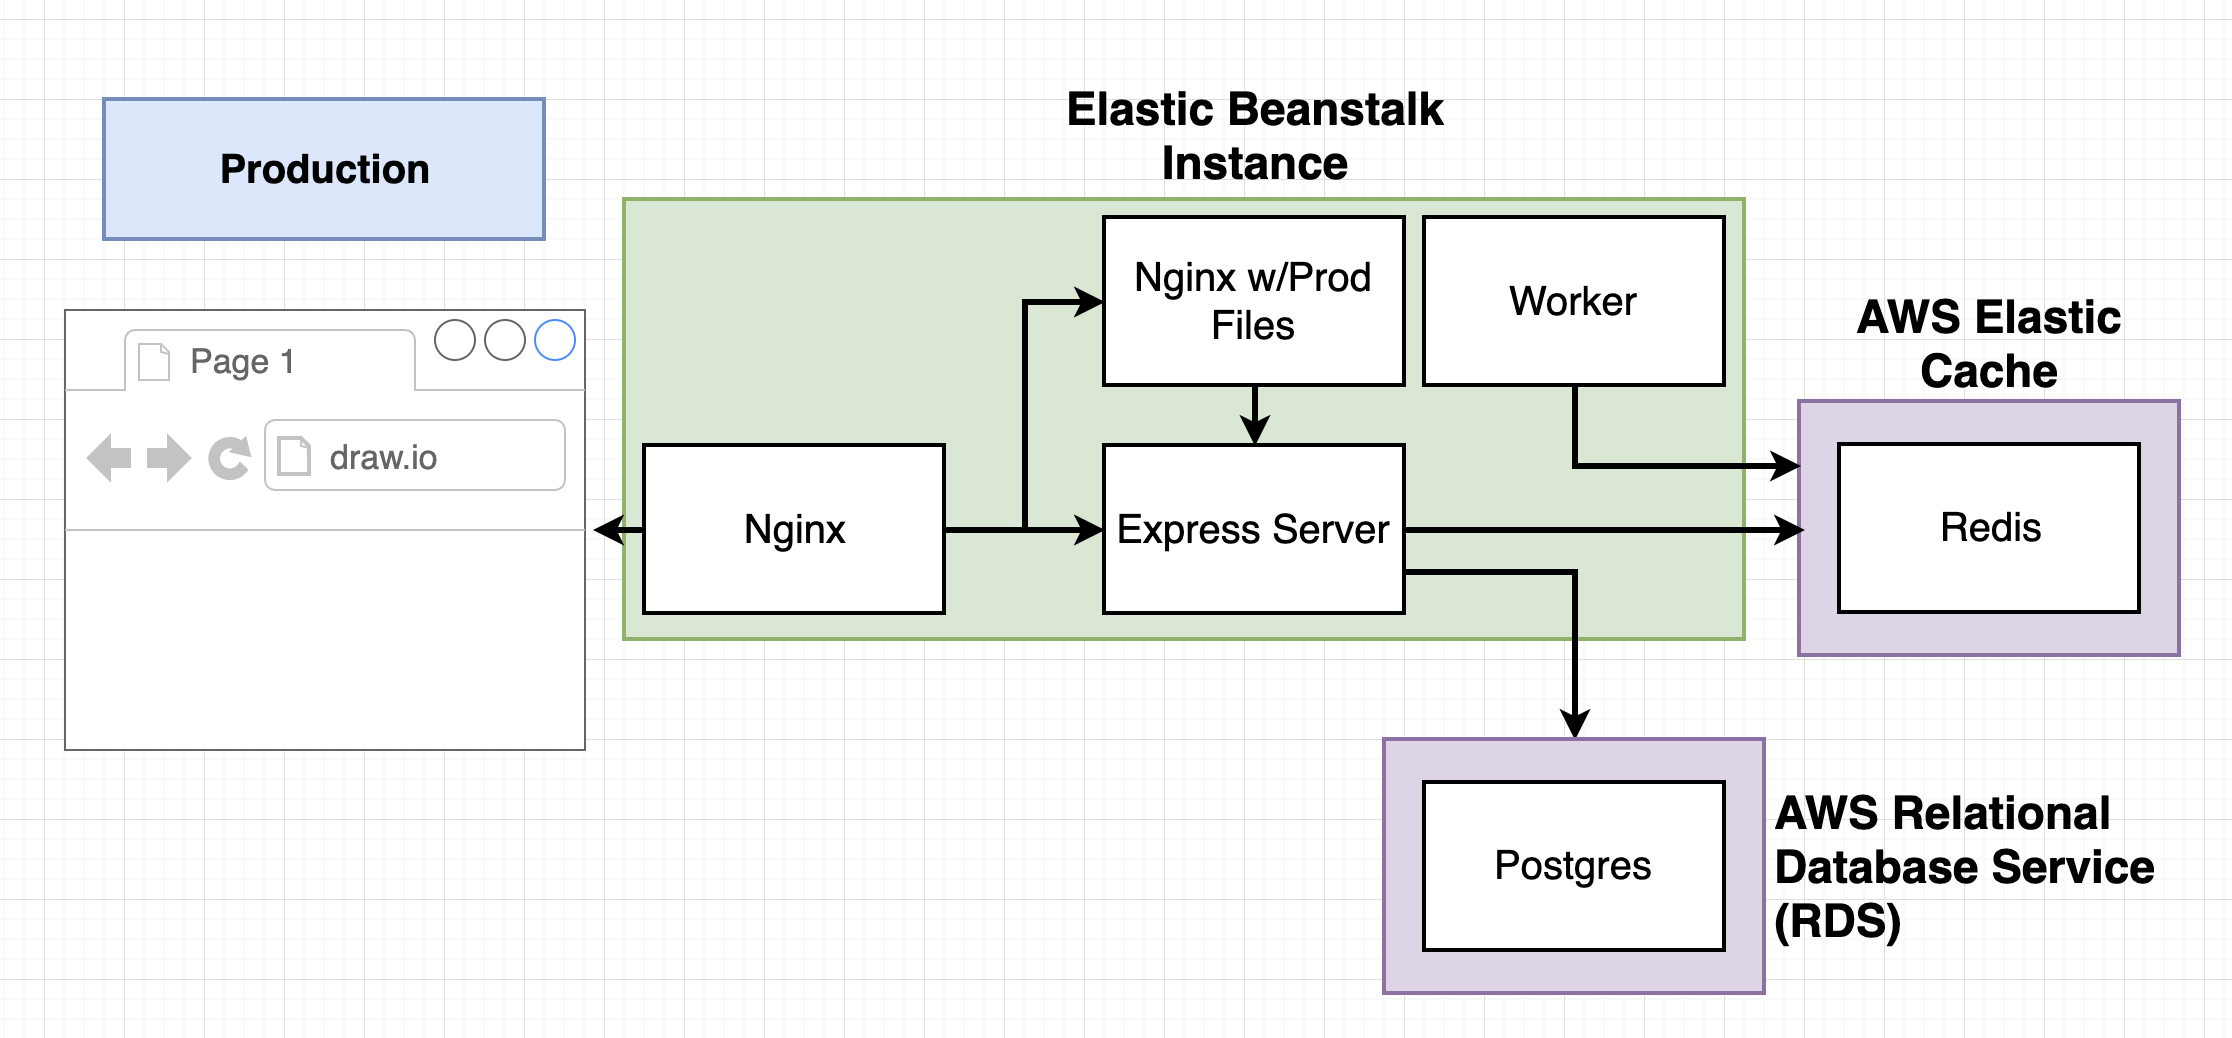 Production
Elastic Beanstalk
Instance
Page 1
draw.io
Nginx
Nginx w/Prod
Files
Worker
Express Server
AWS Elastic
Cache
Redis
Postgres
AWS Relational
Database Service
(RDS)